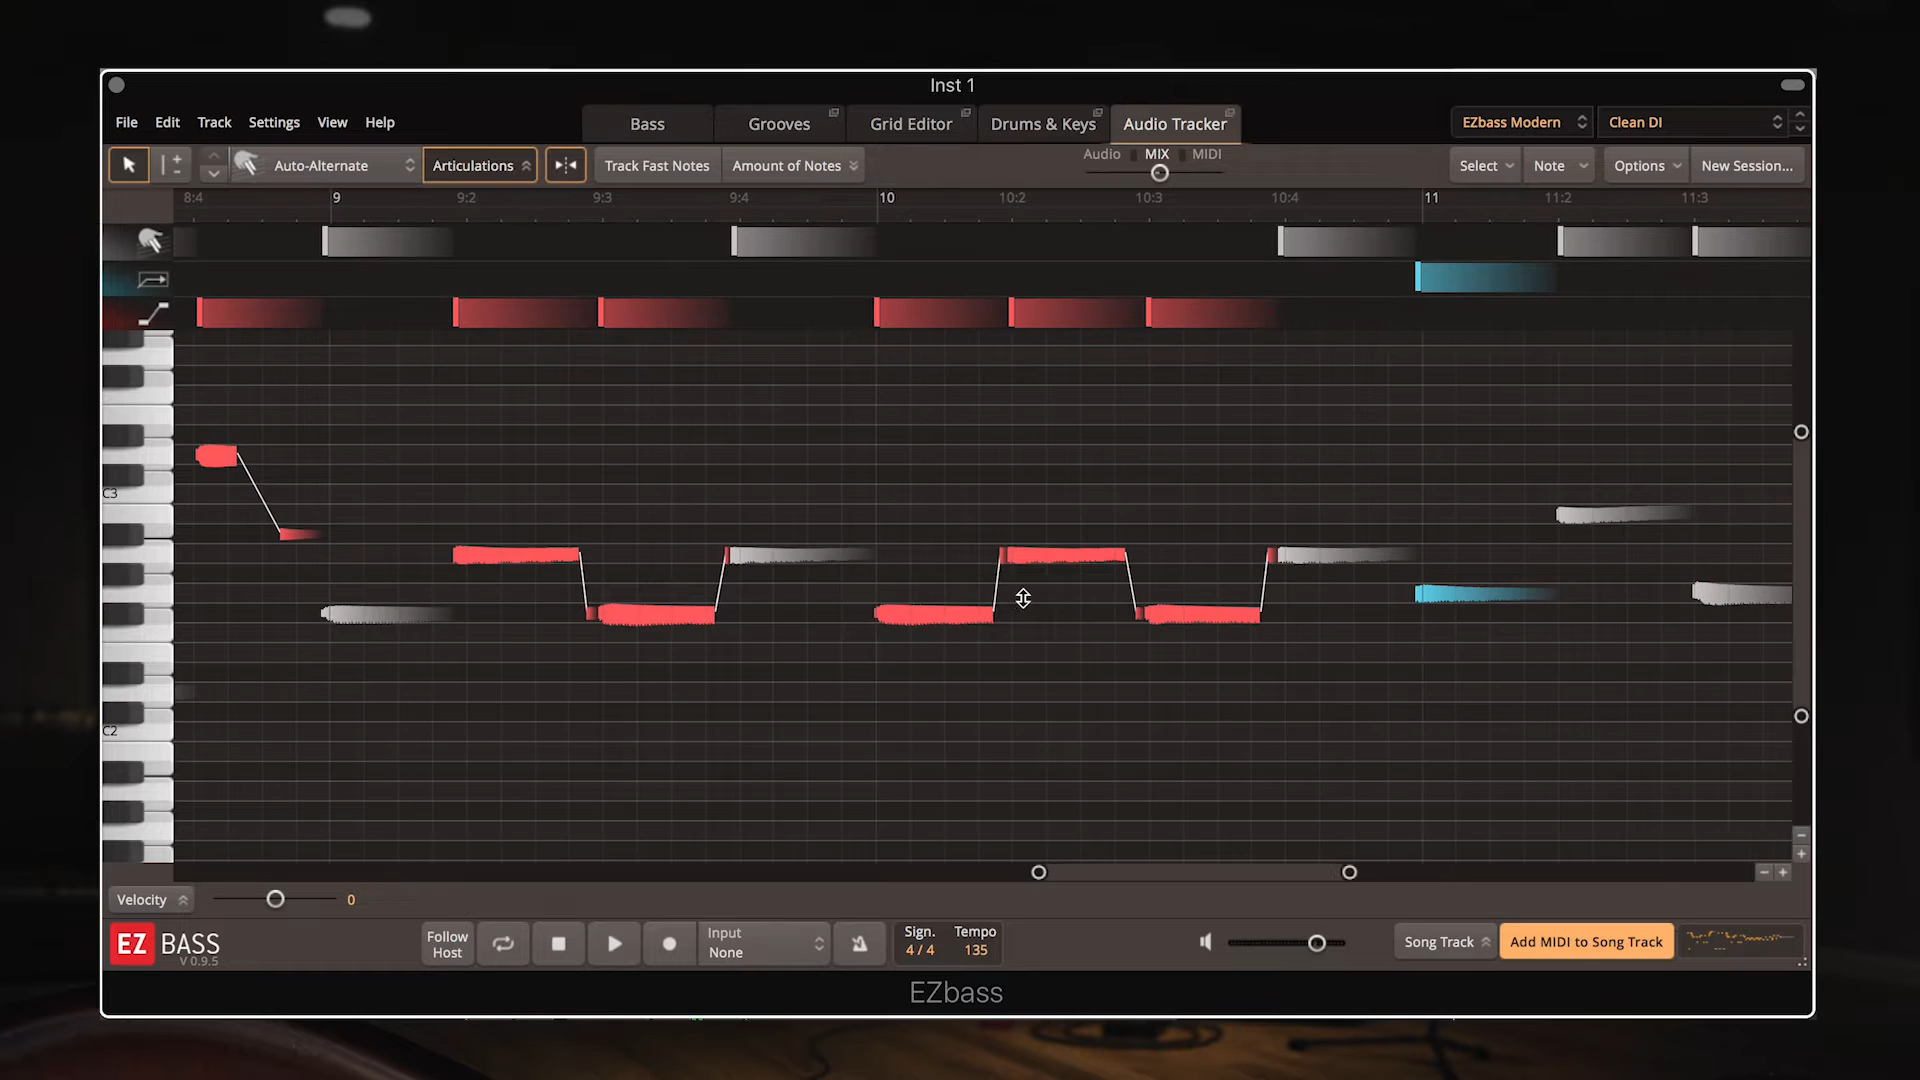 Inst 1
File Edit Track Settings View Help
Bass Grooves Grid Editor Drums & Keys Audio Tracker
EZbass Modern Clean DI
Auto-Alternate Articulations Track Fast Notes Amount of Notes
Audio MIX MIDI
Select Note Options New Session...
8:4 9 9:2 9:3 9:4 10 10:2 10:3 10:4 11 11:2 11:3
C3
C2
Velocity 0
EZ BASS
V 0.9.5
Follow
Host
Input
None
Sign.
4 / 4
Tempo
135
Song Track Add MIDI to Song Track
EZbass